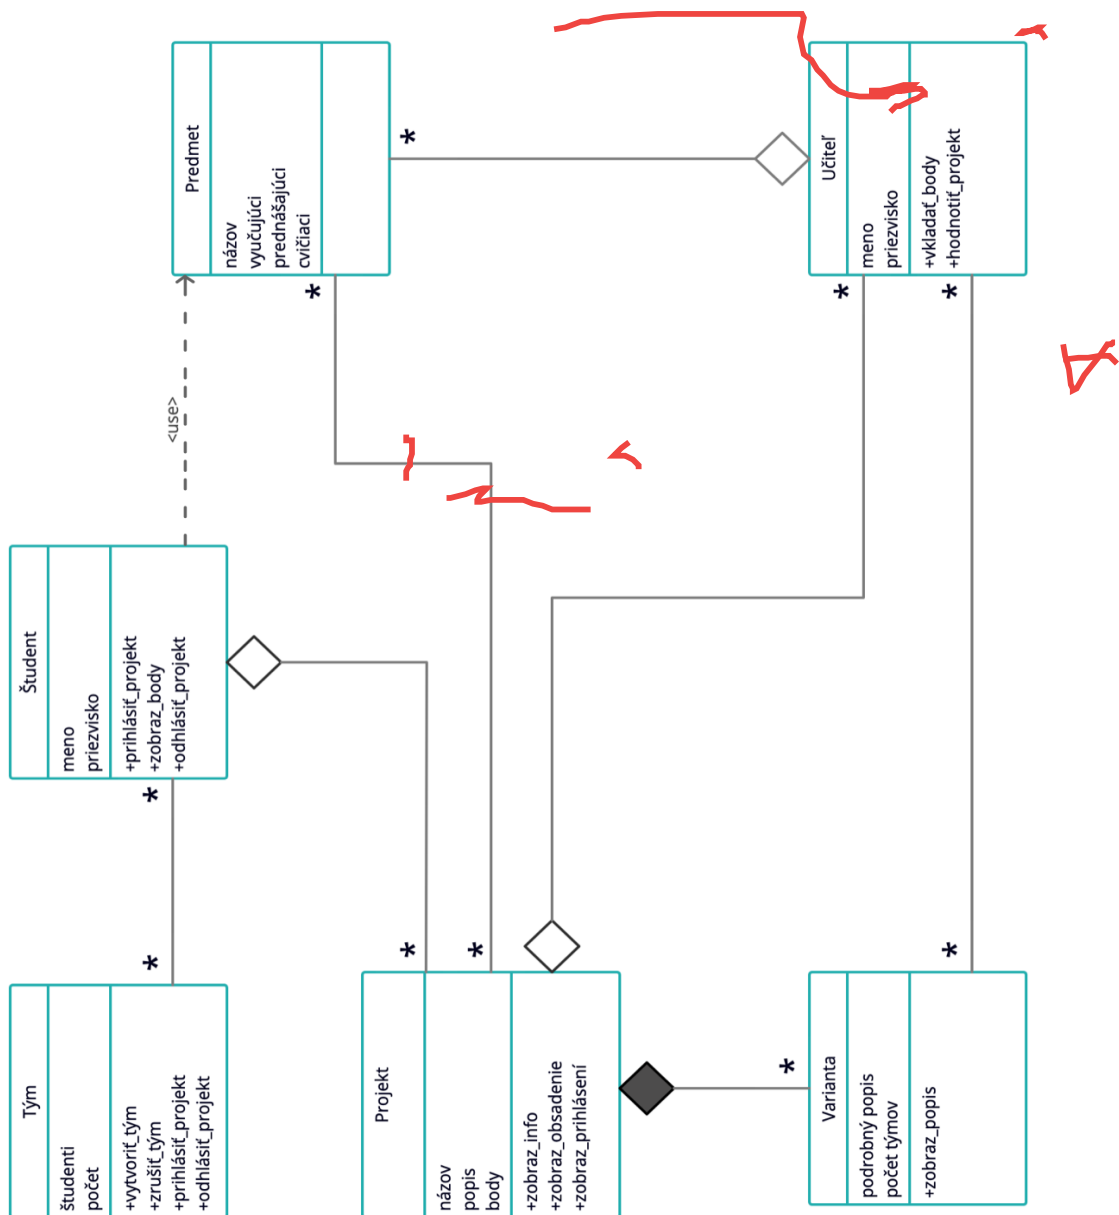 Predmet
názov
vyučujúci
prednášajúci
cvičiaci
*
*
Učiteľ
meno
priezvisko
+vkladať_body
+hodnotiť_projekt
*
*
<use>
Študent
meno
priezvisko
+prihlásiť_projekt
+zobraz_body
+odhlásiť_projekt
*
*
Tým
študenti
počet
+vytvoriť_tým
+zrušiť_tým
+prihlásiť_projekt
+odhlásiť_projekt
*
*
Projekt
názov
popis
body
+zobraz_info
+zobraz_obsadenie
+zobraz_prihlásení
*
*
Varianta
podrobný popis
počet týmov
+zobraz_popis